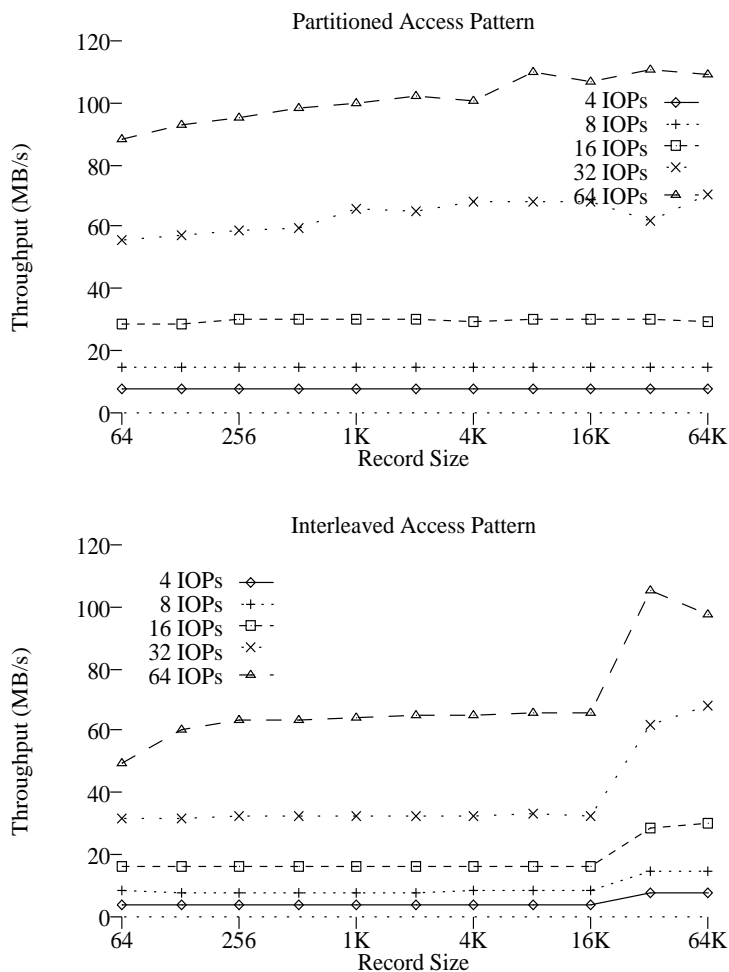 Partitioned Access Pattern
120
100
80
60
40
20
0
Throughput (MB/s)
4 IOPs
8 IOPs
16 IOPs
32 IOPs
64 IOPs
64 256 1K 4K 16K 64K
Record Size
Interleaved Access Pattern
120
100
80
60
40
20
0
Throughput (MB/s)
4 IOPs
8 IOPs
16 IOPs
32 IOPs
64 IOPs
64 256 1K 4K 16K 64K
Record Size